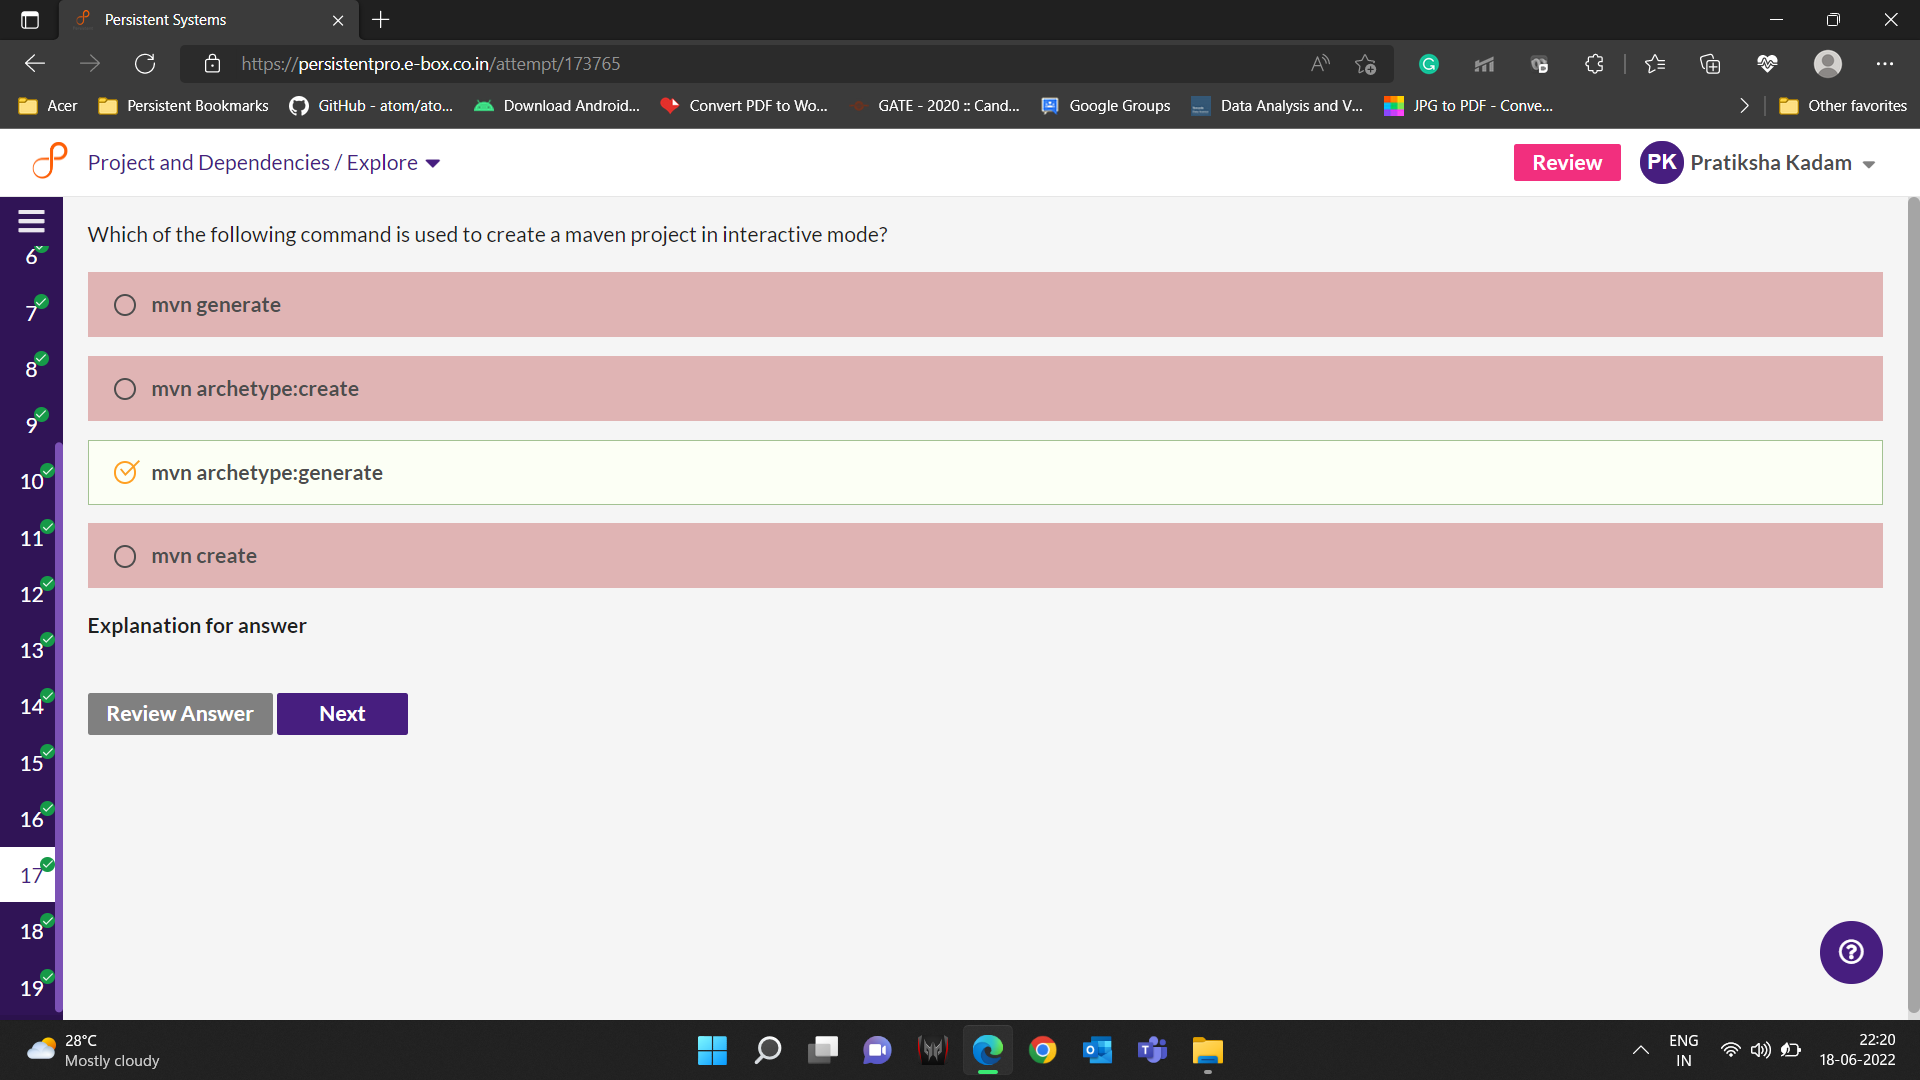 Persistent Systems
https://persistentpro.e-box.co.in/attempt/173765
Acer
Persistent Bookmarks
GitHub - atom/ato...
Download Android...
Convert PDF to Wo...
GATE - 2020 :: Cand...
Google Groups
Data Analysis and V...
JPG to PDF - Conve...
Other favorites
Project and Dependencies / Explore
Review
PK
Pratiksha Kadam
Which of the following command is used to create a maven project in interactive mode?
mvn generate
mvn archetype:create
mvn archetype:generate
mvn create
Explanation for answer
Review Answer
Next
6
7
8
9
10
11
12
13
14
15
16
17
18
19
28°C
Mostly cloudy
ENG
IN
22:20
18-06-2022